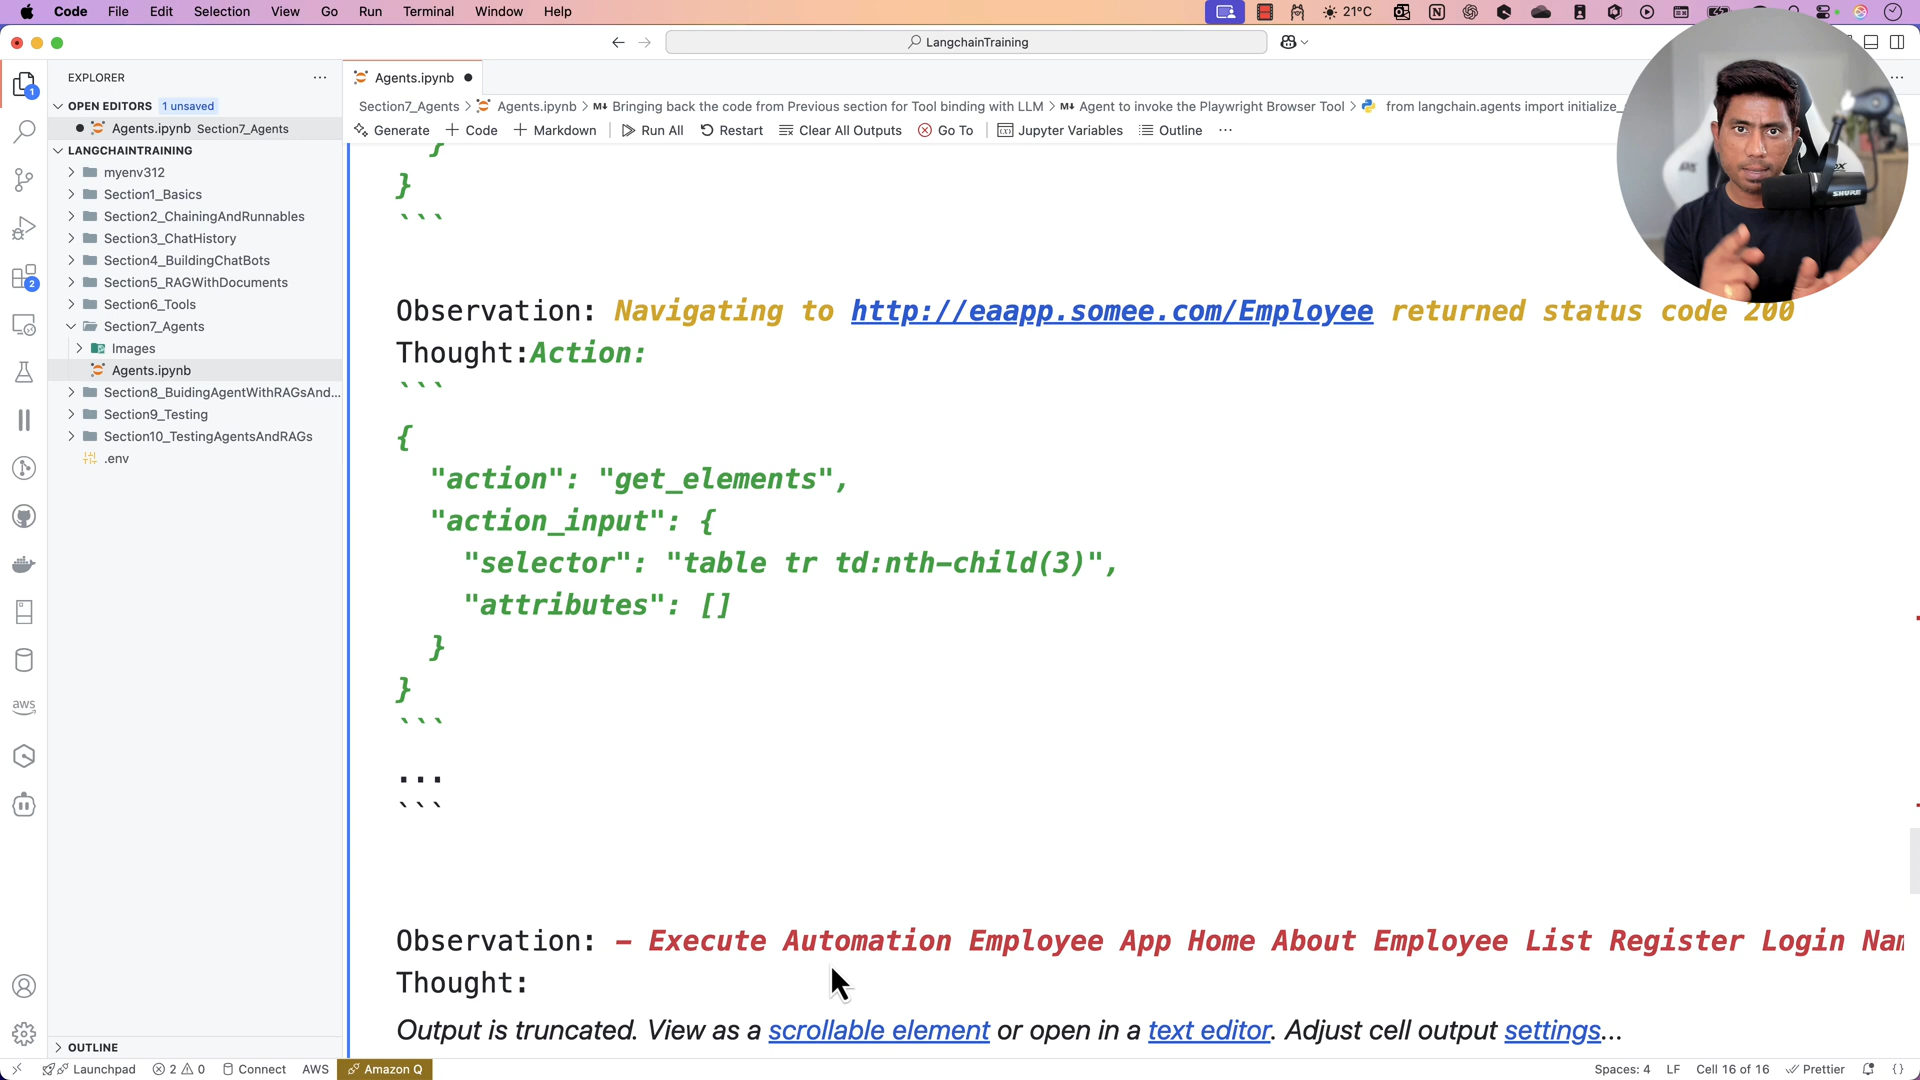 Code File Edit Selection View Go Run Terminal Window Help
21°C
LangchainTraining
EXPLORER
Agents.ipynb
OPEN EDITORS 1 unsaved
Agents.ipynb Section7_Agents
LANGCHAINTRAINING
myenv312
Section1_Basics
Section2_ChainingAndRunnables
Section3_ChatHistory
Section4_BuildingChatBots
Section5_RAGWithDocuments
Section6_Tools
Section7_Agents
Images
Agents.ipynb
Section8_BuidingAgentWithRAGsAnd...
Section9_Testing
Section10_TestingAgentsAndRAGs
.env
OUTLINE
Section7_Agents > Agents.ipynb > M↓ Bringing back the code from Previous section for Tool binding with LLM > M↓ Agent to invoke the Playwright Browser Tool > from langchain.agents import initialize_
Generate + Code + Markdown Run All Restart Clear All Outputs Go To Jupyter Variables Outline ...
}
}
```
Observation: Navigating to http://eaapp.somee.com/Employee returned status code 200
Thought:Action:
```
{
"action": "get_elements",
"action_input": {
"selector": "table tr td:nth-child(3)",
"attributes": []
}
}
```
...
```
Observation: - Execute Automation Employee App Home About Employee List Register Login Nam
Thought:
Output is truncated. View as a scrollable element or open in a text editor. Adjust cell output settings...
1
2
aws
SHURE
Launchpad 2 0 Connect AWS Amazon Q
Spaces: 4 LF Cell 16 of 16 Prettier {}